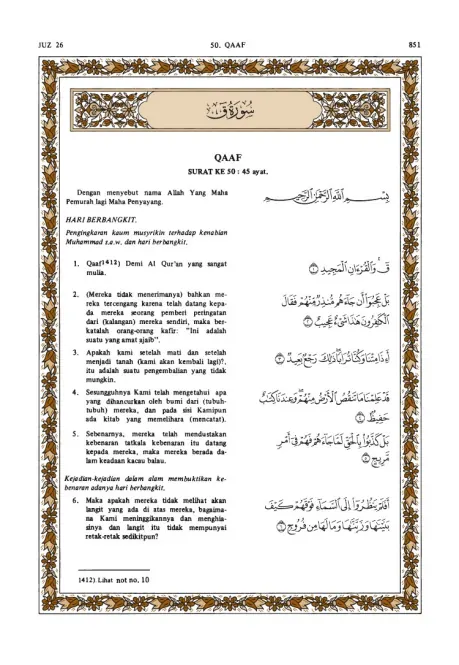 JUZ 26
50. QAAF
851
سُورَةُ ق
QAAF
SURAT KE 50 : 45 ayat.
Dengan menyebut nama Allah Yang Maha
Pemurah lagi Maha Penyayang.
بِسْمِ اللَّهِ الرَّحْمَٰنِ الرَّحِيمِ
HARI BERBANGKIT.
Pengingkaran kaum musyrikin terhadap kenabian
Muhammad s.a.w. dan hari berbangkit.
1. Qaaf1412) Demi Al Qur'an yang sangat
mulia.
قٓ ۚ وَالْقُرْءَانِ الْمَجِيدِ ①
2. (Mereka tidak menerimanya) bahkan me-
reka tercengang karena telah datang kepa-
da mereka seorang pemberi peringatan
dari (kalangan) mereka sendiri, maka ber-
katalah orang-orang kafir: "Ini adalah
suatu yang amat ajaib".
بَلْ عَجِبُوٓا أَن جَآءَهُم مُّنذِرٌ مِّنْهُمْ فَقَالَ
الْكَٰفِرُونَ هَٰذَا شَىْءٌ عَجِيبٌ ②
3. Apakah kami setelah mati dan setelah
menjadi tanah (kami akan kembali lagi)?,
itu adalah suatu pengembalian yang tidak
mungkin.
أَءِذَا مِتْنَا وَكُنَّا تُرَابًا ۖ ذَٰلِكَ رَجْعٌۢ بَعِيدٌ ③
4. Sesungguhnya Kami telah mengetahui apa
yang dihancurkan oleh bumi dari (tubuh-
tubuh) mereka, dan pada sisi Kamipun
ada kitab yang memelihara (mencatat).
قَدْ عَلِمْنَا مَا تَنقُصُ الْأَرْضُ مِنْهُمْ ۖ وَعِندَنَا كِتَٰبٌ
حَفِيظٌۢ ④
5. Sebenarnya, mereka telah mendustakan
kebenaran tatkala kebenaran itu datang
kepada mereka, maka mereka berada da-
lam keadaan kacau balau.
بَلْ كَذَّبُوا بِالْحَقِّ لَمَّا جَآءَهُمْ فَهُمْ فِىٓ أَمْرٍ
مَّرِيجٍ ⑤
Kejadian-kejadian dalam alam membuktikan ke-
benaran adanya hari berbangkit.
6. Maka apakah mereka tidak melihat akan
langit yang ada di atas mereka, bagaima-
na Kami meninggikannya dan menghia-
sinya dan langit itu tidak mempunyai
retak-retak sedikitpun?
أَفَلَمْ يَنظُرُوٓا إِلَى السَّمَآءِ فَوْقَهُمْ كَيْفَ
بَنَيْنَٰهَا وَزَيَّنَّٰهَا وَمَا لَهَا مِن فُرُوجٍ ⑥
1412) Lihat not no. 10